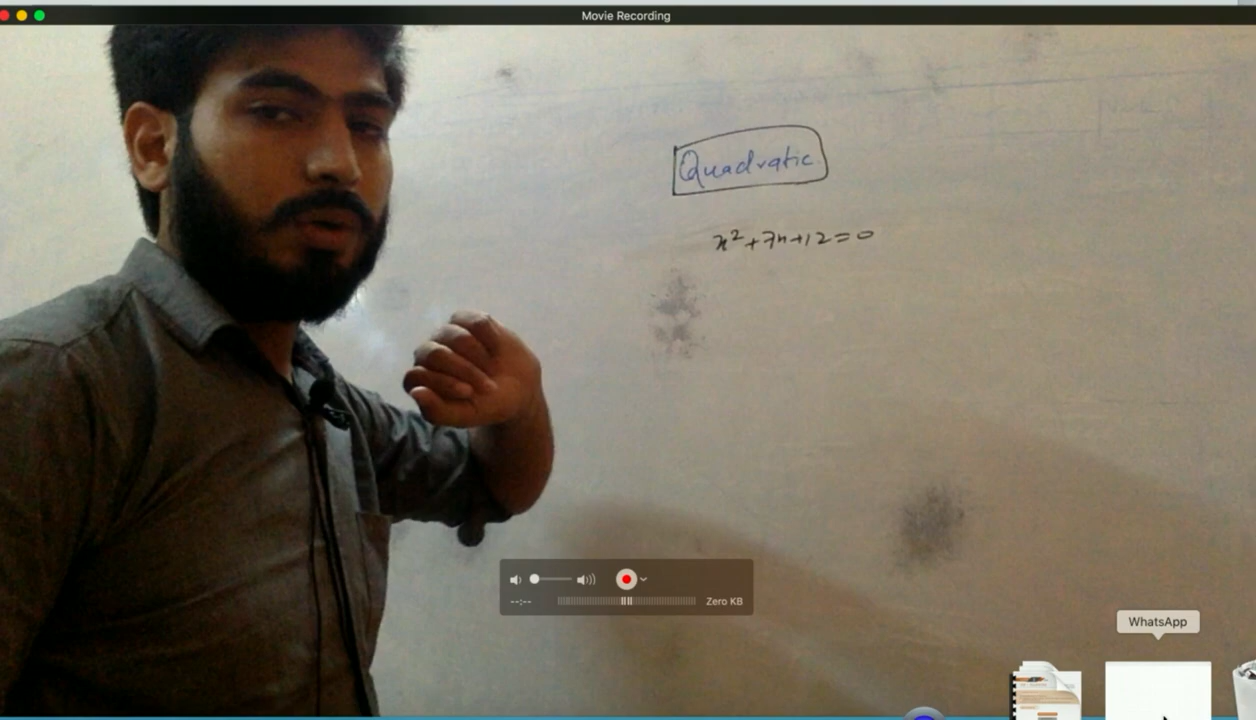 Movie Recording
Quadratic
x²+7x+12=0
--:--
Zero KB
WhatsApp